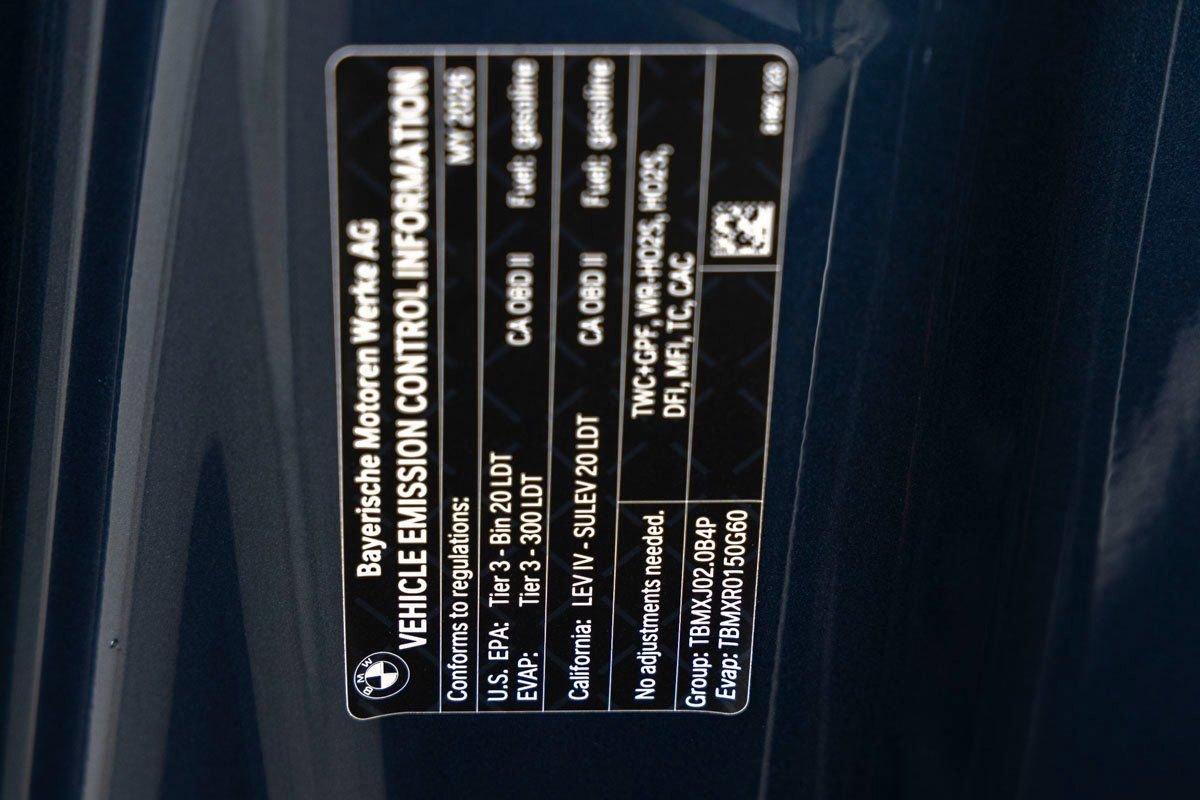 BMW
Bayerische Motoren Werke AG
VEHICLE EMISSION CONTROL INFORMATION
Conforms to regulations: MY 2026
U.S. EPA: Tier 3 - Bin 20 LDT CA OBD II Fuel: gasoline
EVAP: Tier 3 - 300 LDT
California: LEV IV - SULEV 20 LDT CA OBD II Fuel: gasoline
No adjustments needed. TWC+GPF, WR-HO2S, HO2S,
DFI, MFI, TC, CAC
Group: TBMXJ02.0B4P
Evap: TBMXR0150G60